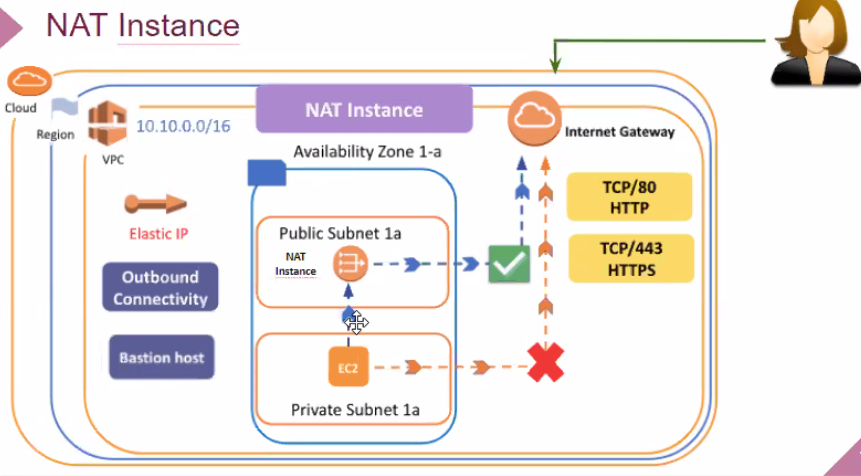 NAT Instance
Cloud
Region
VPC
10.10.0.0/16
NAT Instance
Internet Gateway
Availability Zone 1-a
TCP/80
HTTP
TCP/443
HTTPS
Elastic IP
Public Subnet 1a
NAT
Instance
Outbound
Connectivity
Bastion host
EC2
Private Subnet 1a